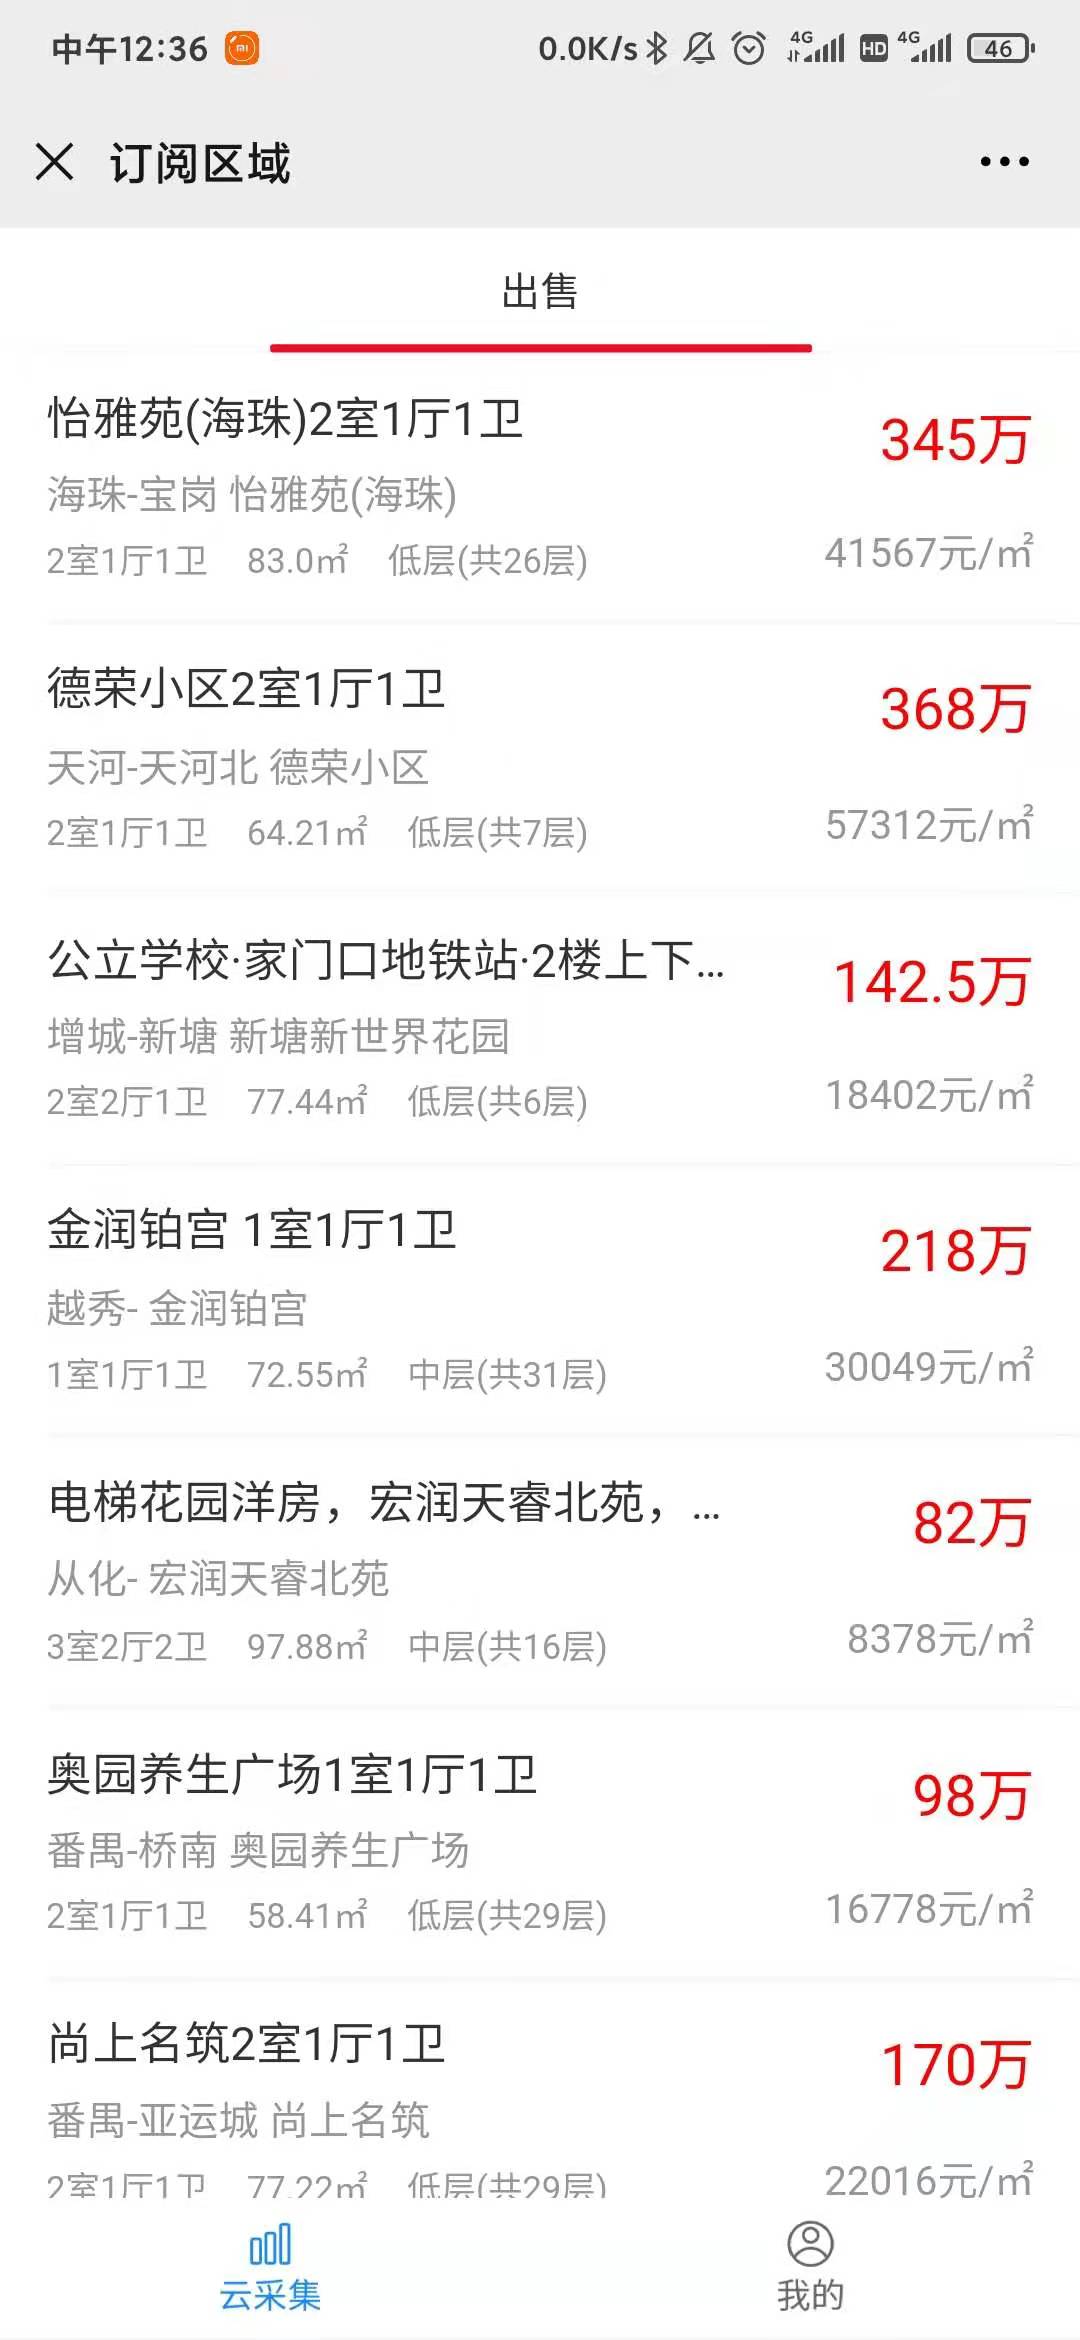 中午12:36
0.0K/s 4G HD 4G 46
订阅区域
出售
怡雅苑(海珠)2室1厅1卫
345万
海珠-宝岗 怡雅苑(海珠)
2室1厅1卫 83.0㎡ 低层(共26层)
41567元/㎡
德荣小区2室1厅1卫
368万
天河-天河北 德荣小区
2室1厅1卫 64.21㎡ 低层(共7层)
57312元/㎡
公立学校·家门口地铁站·2楼上下...
142.5万
增城-新塘 新塘新世界花园
2室2厅1卫 77.44㎡ 低层(共6层)
18402元/㎡
金润铂宫 1室1厅1卫
218万
越秀- 金润铂宫
1室1厅1卫 72.55㎡ 中层(共31层)
30049元/㎡
电梯花园洋房，宏润天睿北苑，...
82万
从化- 宏润天睿北苑
3室2厅2卫 97.88㎡ 中层(共16层)
8378元/㎡
奥园养生广场1室1厅1卫
98万
番禺-桥南 奥园养生广场
2室1厅1卫 58.41㎡ 低层(共29层)
16778元/㎡
尚上名筑2室1厅1卫
170万
番禺-亚运城 尚上名筑
2室1厅1卫 77.22㎡ 低层(共29层)
22016元/㎡
云采集
我的